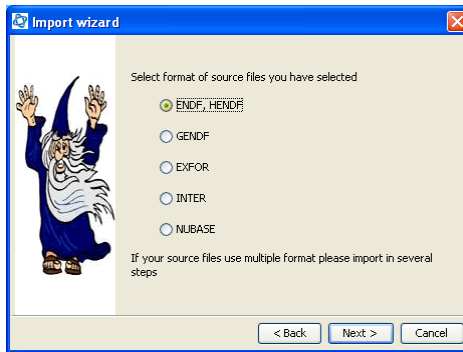 Import wizard
Select format of source files you have selected
ENDF, HENDF
GENDF
EXFOR
INTER
NUBASE
If your source files use multiple format please import in several
steps
< Back
Next >
Cancel